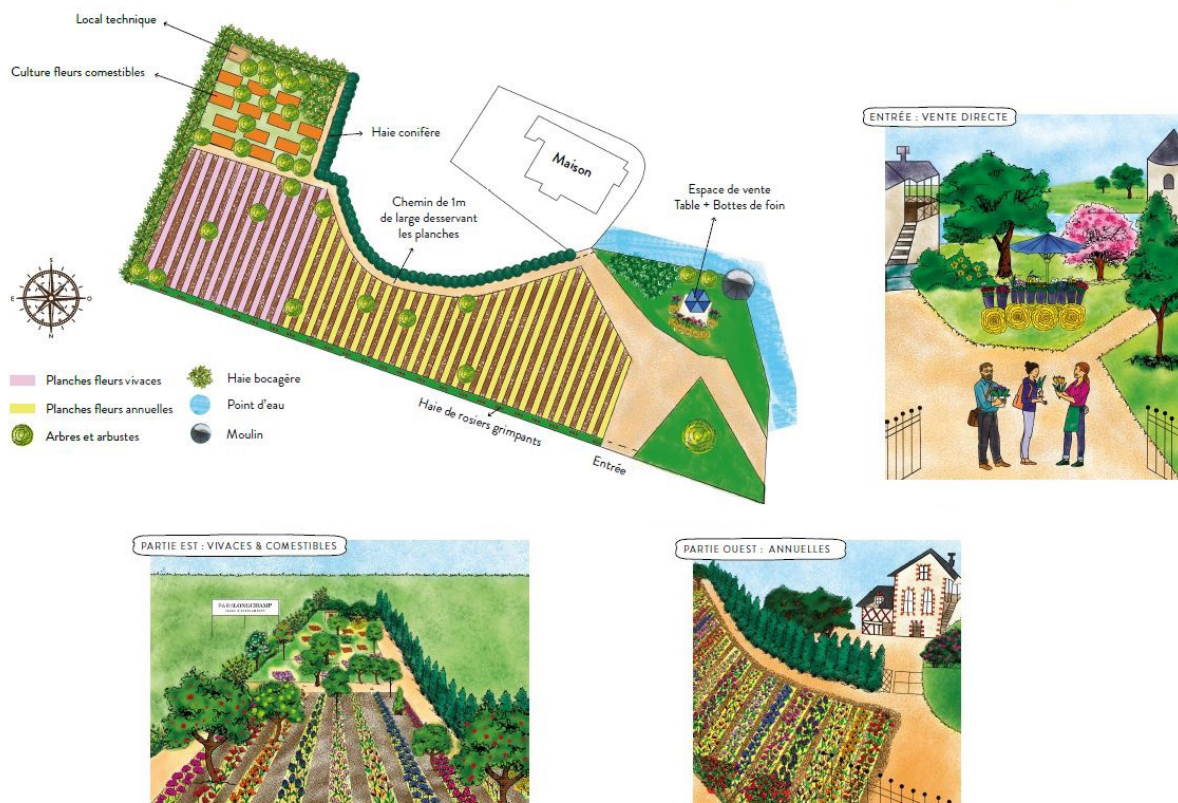 Local technique
Culture fleurs comestibles
Haie conifère
Maison
Chemin de 1m
de large desservant
les planches
Espace de vente
Table + Bottes de foin
ENTRÉE : VENTE DIRECTE
S
E
O
N
Planches fleurs vivaces
Planches fleurs annuelles
Arbres et arbustes
Haie bocagère
Point d'eau
Moulin
Haie de rosiers grimpants
Entrée
PARTIE EST : VIVACES & COMESTIBLES
LONGCHAMP
PARTIE OUEST : ANNUELLES